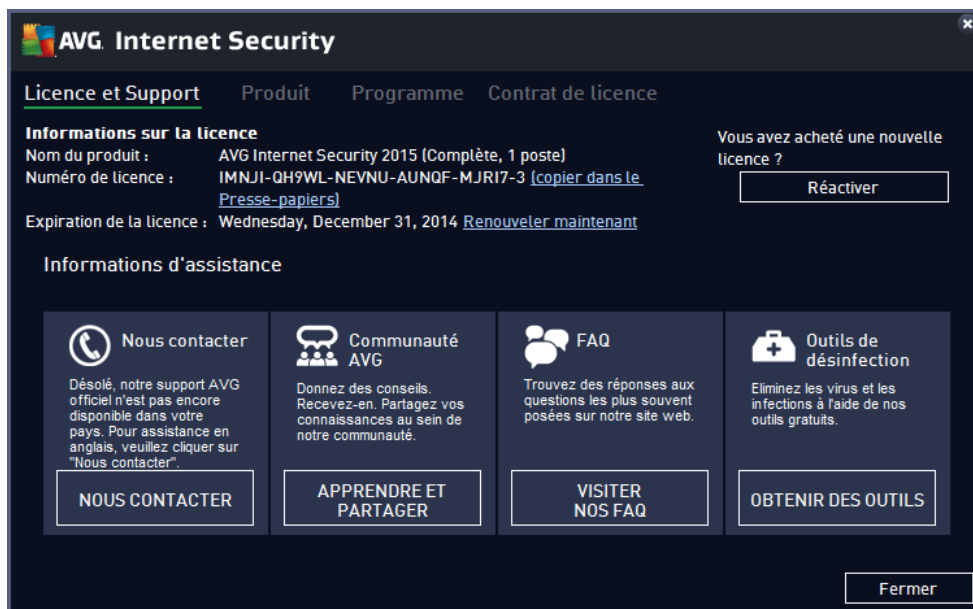 AVG. Internet Security
Licence et Support Produit Programme Contrat de licence
Informations sur la licence
Nom du produit : AVG Internet Security 2015 (Complète, 1 poste)
Numéro de licence : IMNJI-QH9WL-NEVNU-AUNQF-MJRI7-3 (copier dans le
Presse-papiers)
Expiration de la licence : Wednesday, December 31, 2014 Renouveler maintenant
Vous avez acheté une nouvelle
licence ?
Réactiver
Informations d'assistance
Nous contacter
Désolé, notre support AVG
officiel n'est pas encore
disponible dans votre
pays. Pour assistance en
anglais, veuillez cliquer sur
"Nous contacter".
NOUS CONTACTER
Communauté
AVG
Donnez des conseils.
Recevez-en. Partagez vos
connaissances au sein de
notre communauté.
APPRENDRE ET
PARTAGER
FAQ
Trouvez des réponses aux
questions les plus souvent
posées sur notre site web.
VISITER
NOS FAQ
Outils de
désinfection
Eliminez les virus et les
infections à l'aide de nos
outils gratuits.
OBTENIR DES OUTILS
Fermer